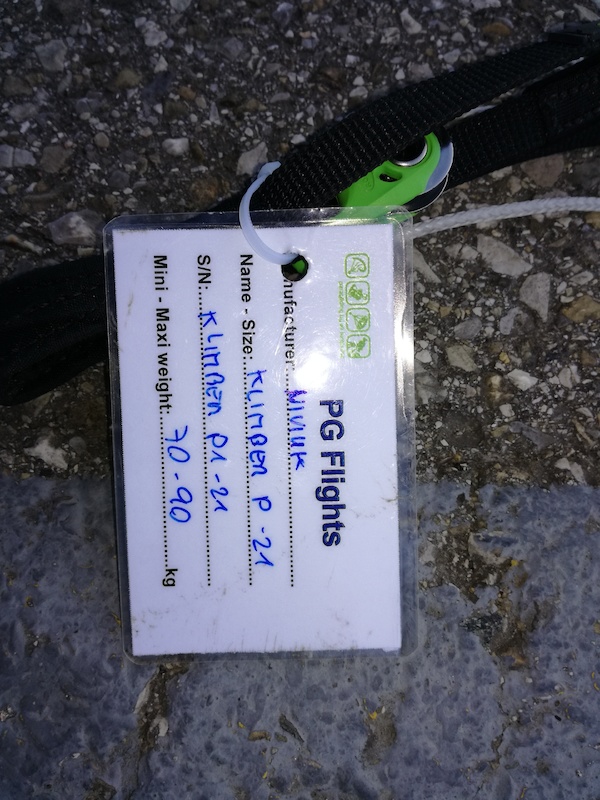 PG Flights
nufacturer:....NIVIUK....................
Name - Size:..KLIMBER P -21.....
S/N:.....KLIMBER P1-21................
Mini - Maxi weight:...70-90..........kg